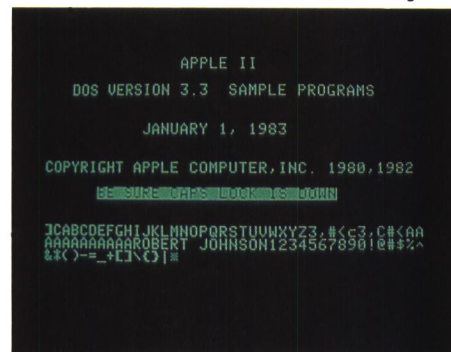 APPLE II
DOS VERSION 3.3 SAMPLE PROGRAMS
JANUARY 1, 1983
COPYRIGHT APPLE COMPUTER,INC. 1980,1982
BE SURE CAPS LOCK IS DOWN
]CABCDEFGHIJKLMNOPQRSTUVWXYZ3,#<c3,C#<AA
AAAAAAAAAAROBERT JOHNSON1234567890!@#$%^
&*()-=_+[]\{}|